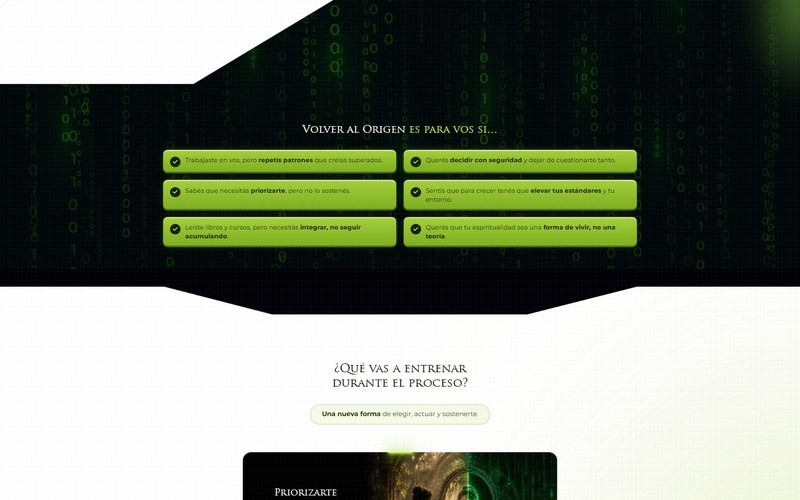 Volver al Origen es para vos si...
Trabajaste en vos, pero repetís patrones que creías superados.
Querés decidir con seguridad y dejar de cuestionarte tanto.
Sabés que necesitás priorizarte, pero no lo sostenés.
Sentís que para crecer tenés que elevar tus estándares y tu
entorno.
Leíste libros y cursos, pero necesitás integrar, no seguir
acumulando.
Querés que tu espiritualidad sea una forma de vivir, no una
teoría.
¿Qué vas a entrenar
durante el proceso?
Una nueva forma de elegir, actuar y sostenerte.
Priorizarte